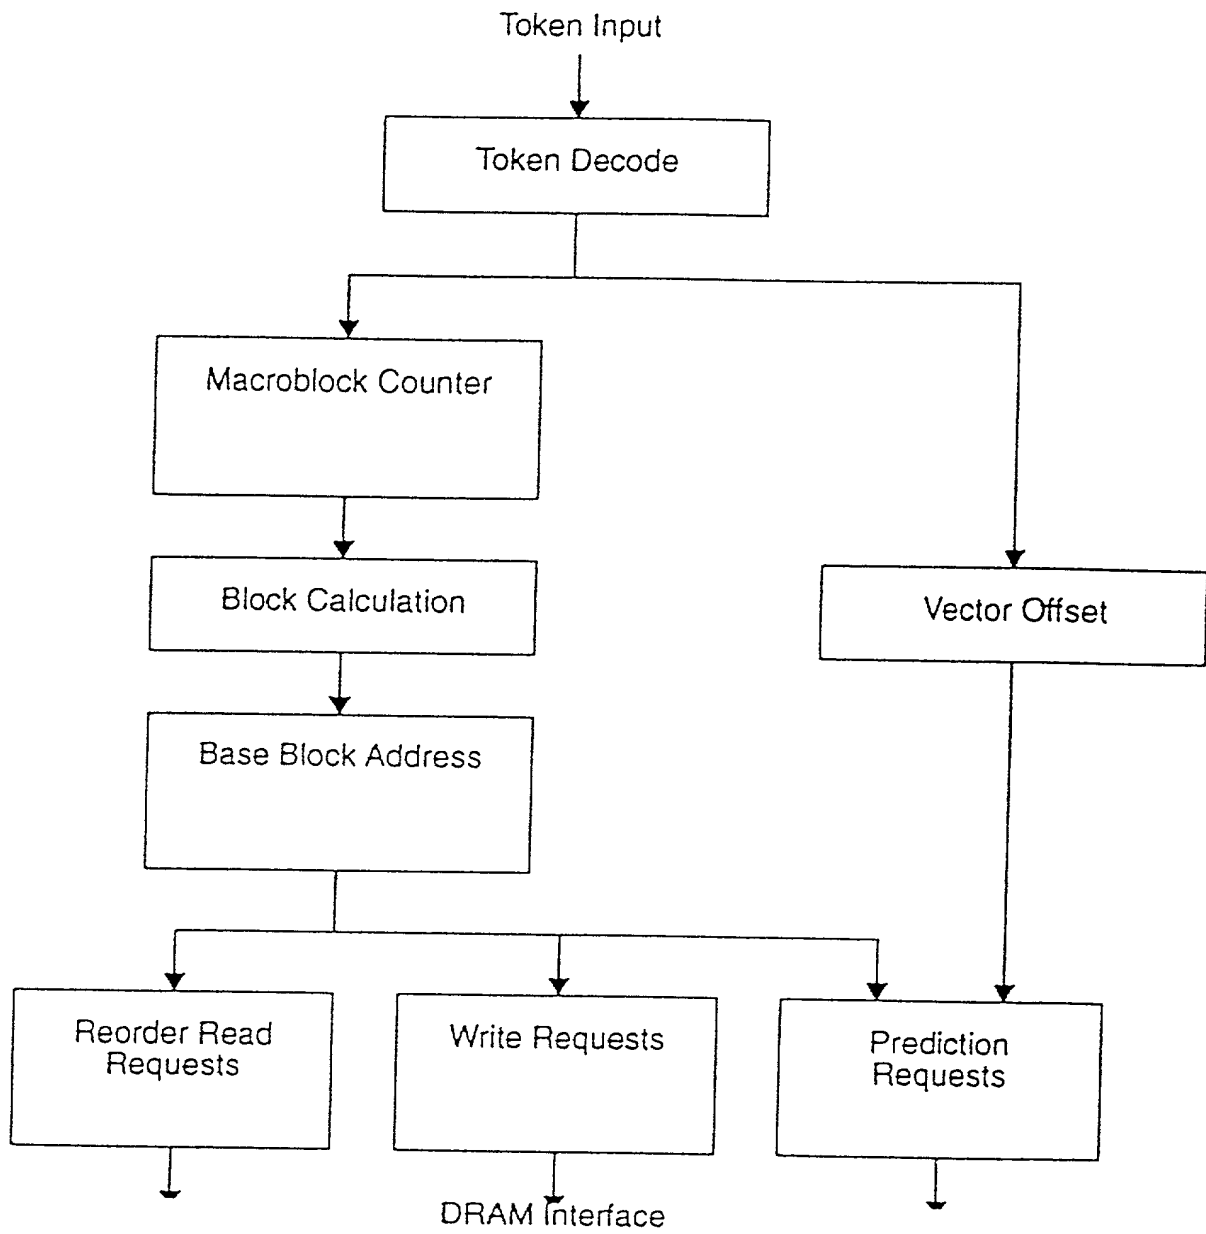 Token Input
Token Decode
Macroblock Counter
Block Calculation
Vector Offset
Base Block Address
Reorder Read
Requests
Write Requests
Prediction
Requests
DRAM Interface